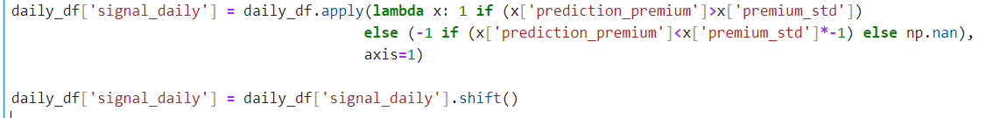 daily_df['signal_daily'] = daily_df.apply(lambda x: 1 if (x['prediction_premium']>x['premium_std'])
                                     else (-1 if (x['prediction_premium']<x['premium_std']*-1) else np.nan),
                                     axis=1)

daily_df['signal_daily'] = daily_df['signal_daily'].shift()